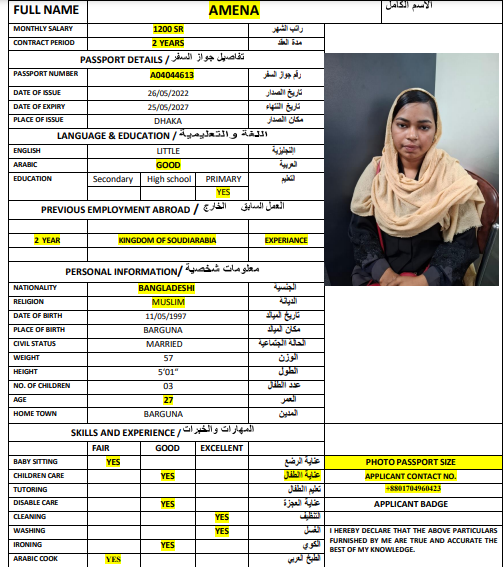 FULL NAME AMENA الاسم الكامل
MONTHLY SALARY 1200 SR راتب الشهر
CONTRACT PERIOD 2 YEARS مدة العقد
PASSPORT DETAILS / تفاصيل جواز السفر
PASSPORT NUMBER A04044613 رقم جواز السفر
DATE OF ISSUE 26/05/2022 تاريخ الصدار
DATE OF EXPIRY 25/05/2027 تاريخ النتهاء
PLACE OF ISSUE DHAKA مكان الصدار
LANGUAGE & EDUCATION / اللغة والتعليمية
ENGLISH LITTLE النجليزية
ARABIC GOOD العربية
EDUCATION Secondary High school PRIMARY التعليم
YES
PREVIOUS EMPLOYMENT ABROAD / العمل السابق الخارج
2 YEAR KINGDOM OF SOUDIARABIA EXPERIANCE
PERSONAL INFORMATION/ معلومات شخصية
NATIONALITY BANGLADESHI الجنسية
RELIGION MUSLIM الديانة
DATE OF BIRTH 11/05/1997 تاريخ الميالد
PLACE OF BIRTH BARGUNA مكان الميالد
CIVIL STATUS MARRIED الحالة الجتماعية
WEIGHT 57 الوزن
HEIGHT 5'01" الطول
NO. OF CHILDREN 03 عدد الطفال
AGE 27 العمر
HOME TOWN BARGUNA المدين
SKILLS AND EXPERIENCE / المهارات والخبرات
FAIR GOOD EXCELLENT
BABY SITTING YES عناية الرضع
CHILDREN CARE YES عناية الطفال
TUTORING تعليم الطفال
DISABLE CARE YES عناية العجزة
CLEANING YES التنظيف
WASHING YES الغسل
IRONING YES الكوي
ARABIC COOK YES الطبخ العربي
PHOTO PASSPORT SIZE
APPLICANT CONTACT NO.
+8801704960423
APPLICANT BADGE
I HEREBY DECLARE THAT THE ABOVE PARTICULARS
FURNISHED BY ME ARE TRUE AND ACCURATE THE
BEST OF MY KNOWLEDGE.